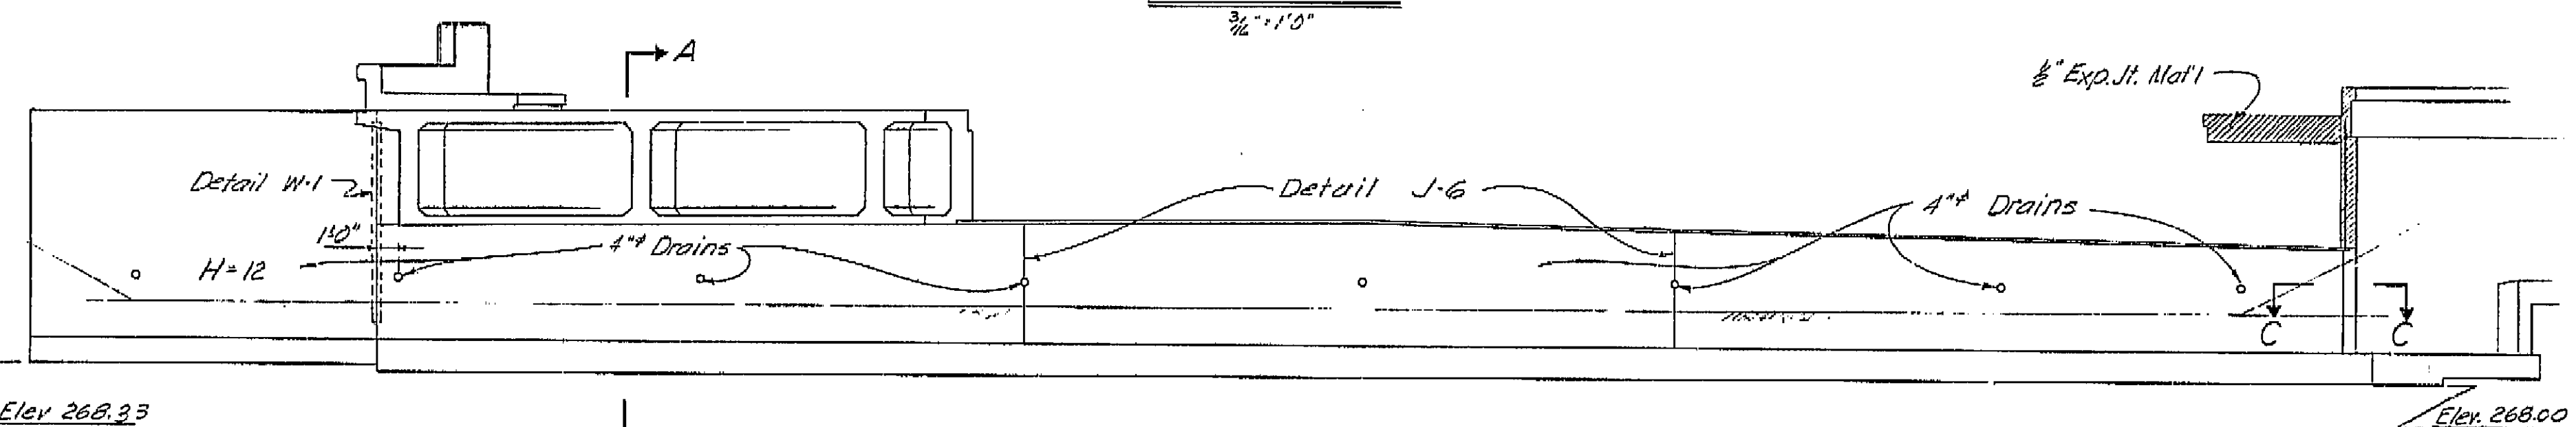 3/16"=1'0"
A
1/2" Exp. Jt. Mat'l
Detail W-1
Detail J-6
4"ϕ Drains
1'0"
4"ϕ Drains
H=12
C C
Elev 268.33
Elev. 268.00